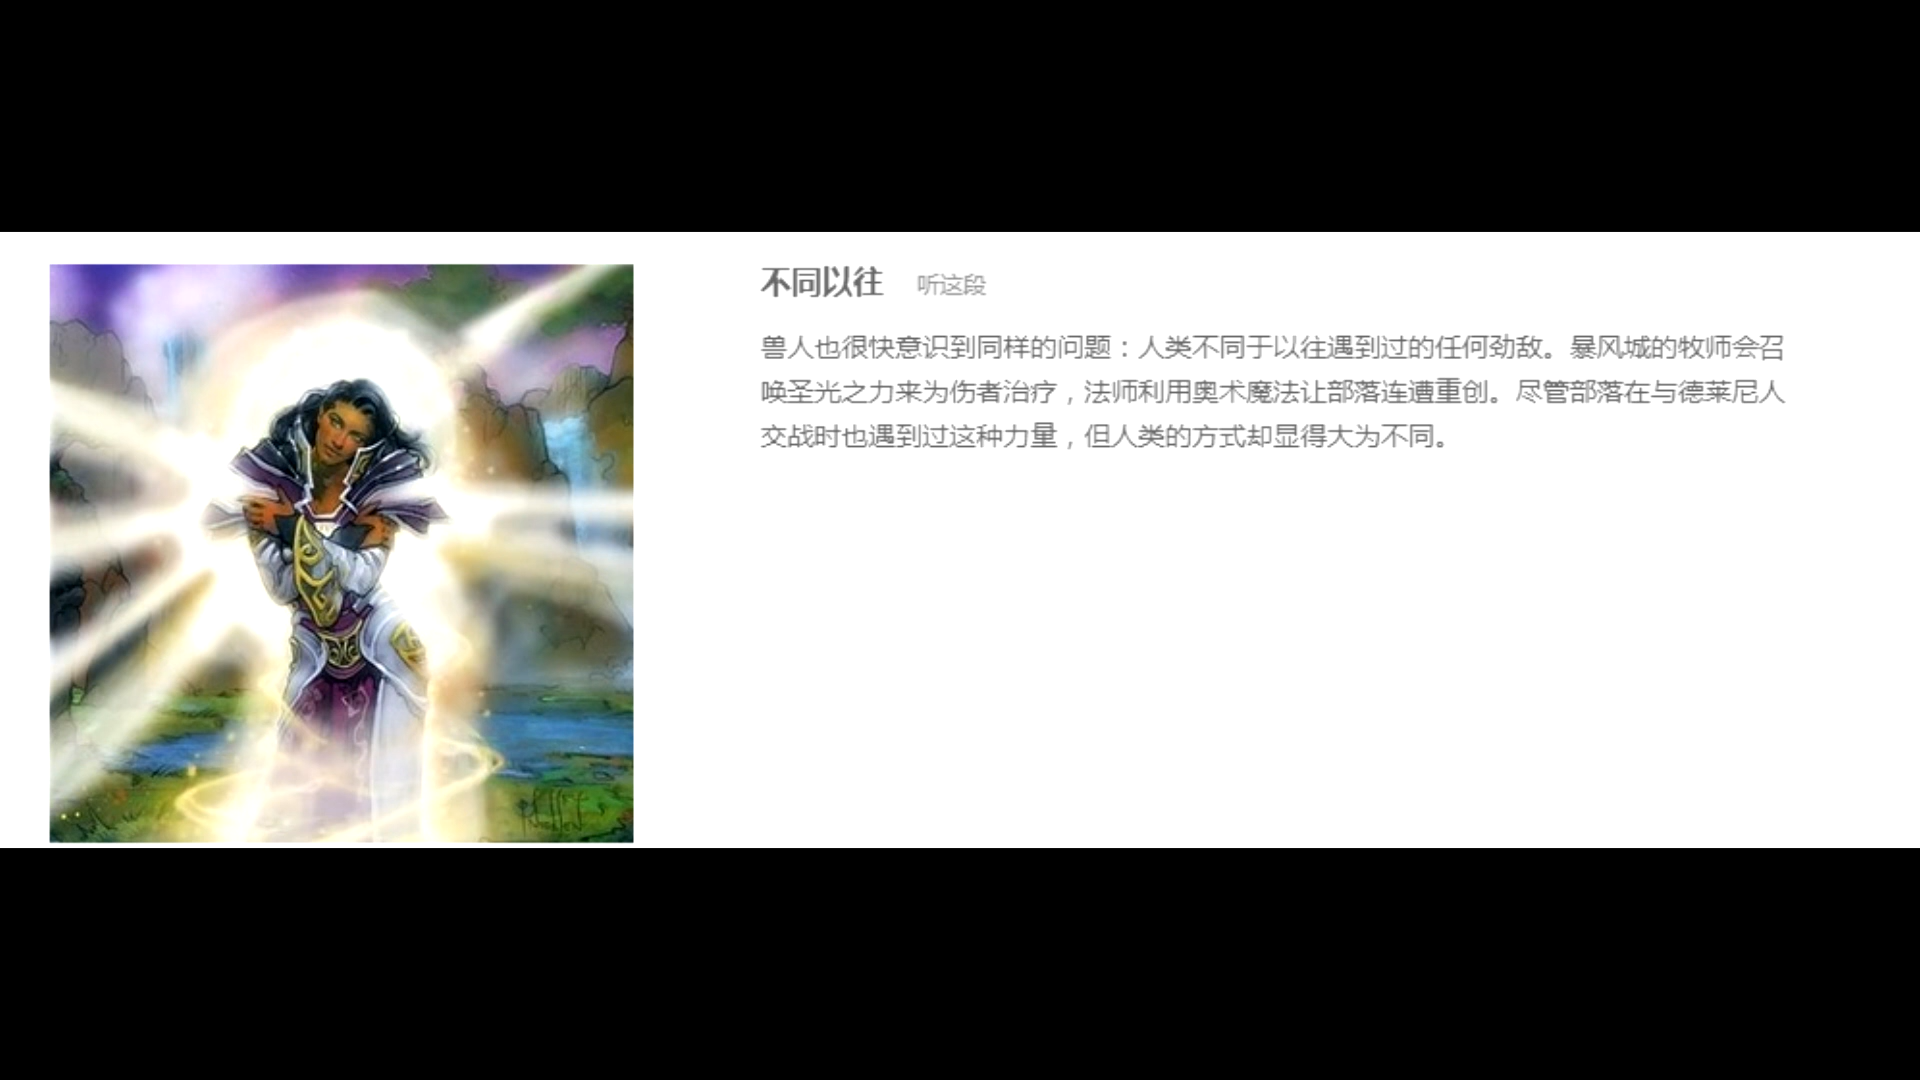 不同以往 听这段
兽人也很快意识到同样的问题：人类不同于以往遇到过的任何劲敌。暴风城的牧师会召
唤圣光之力来为伤者治疗，法师利用奥术魔法让部落连遭重创。尽管部落在与德莱尼人
交战时也遇到过这种力量，但人类的方式却显得大为不同。